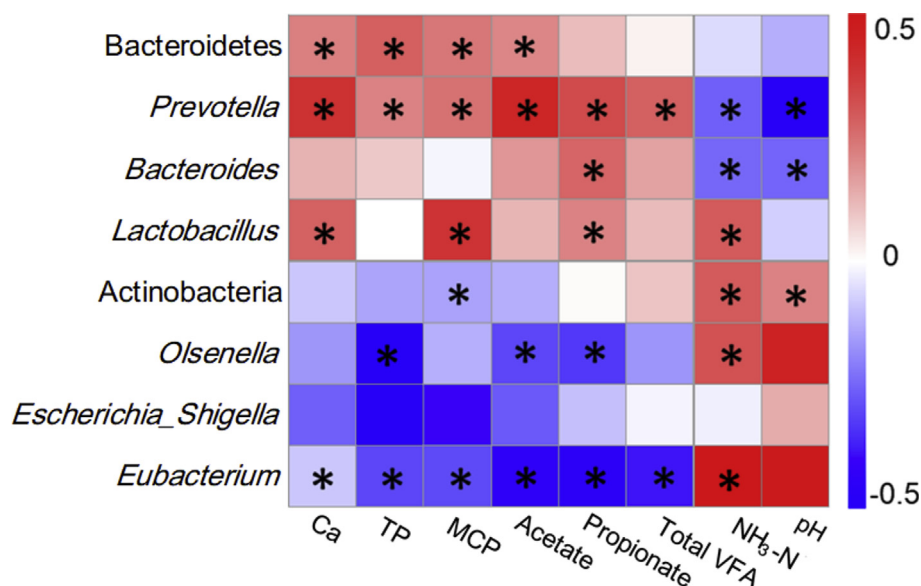 Bacteroidetes
Prevotella
Bacteroides
Lactobacillus
Actinobacteria
Olsenella
Escherichia_Shigella
Eubacterium
Ca TP MCP Acetate Propionate Total VFA NH₃-N pH
0.5
0
-0.5